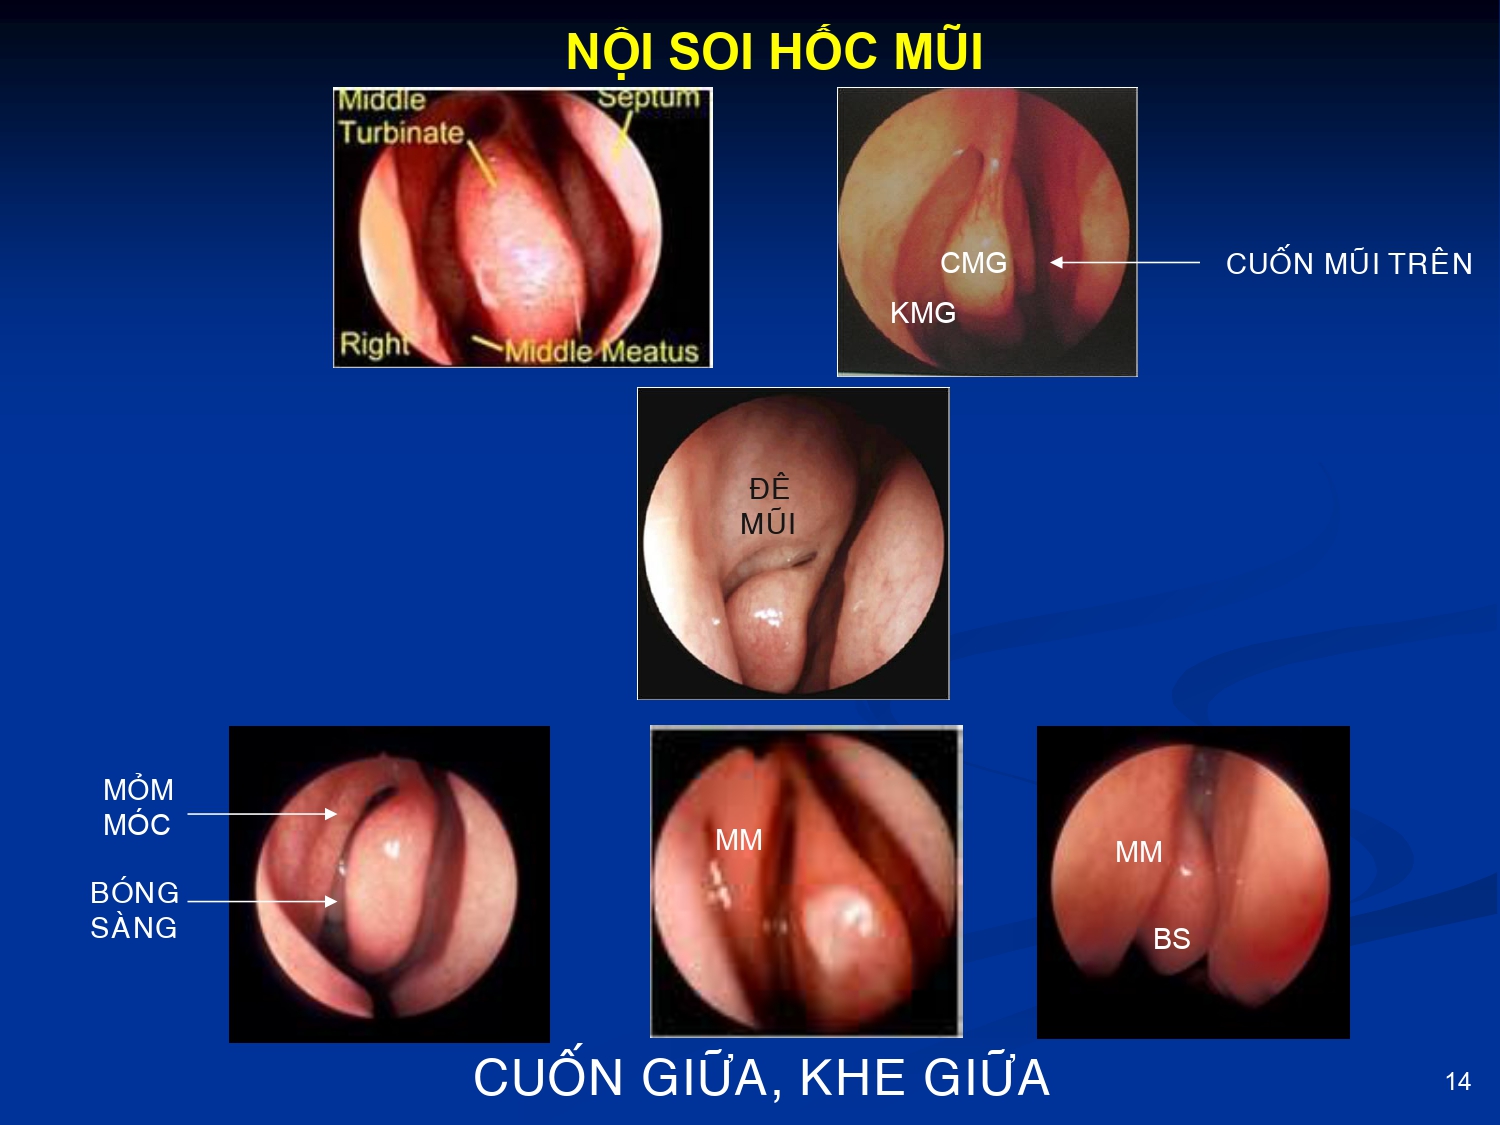 NỘI SOI HỐC MŨI
Middle
Turbinate
Septum
Right
Middle Meatus
CMG
KMG
CUỐN MŨI TRÊN
ĐÊ
MŨI
MỎM
MÓC
BÓNG
SÀNG
MM
MM
BS
CUỐN GIỮA, KHE GIỮA
14